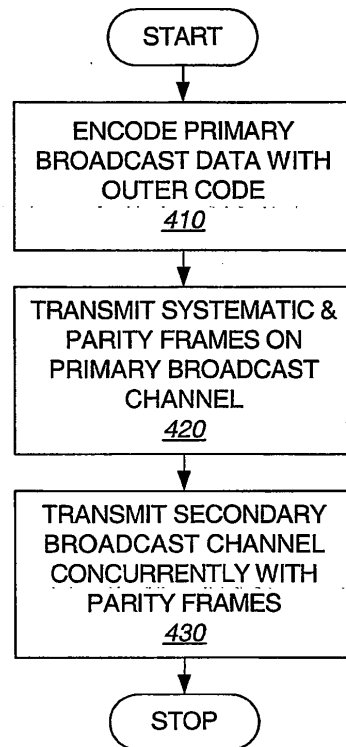 START
ENCODE PRIMARY
BROADCAST DATA WITH
OUTER CODE
410
TRANSMIT SYSTEMATIC &
PARITY FRAMES ON
PRIMARY BROADCAST
CHANNEL
420
TRANSMIT SECONDARY
BROADCAST CHANNEL
CONCURRENTLY WITH
PARITY FRAMES
430
STOP